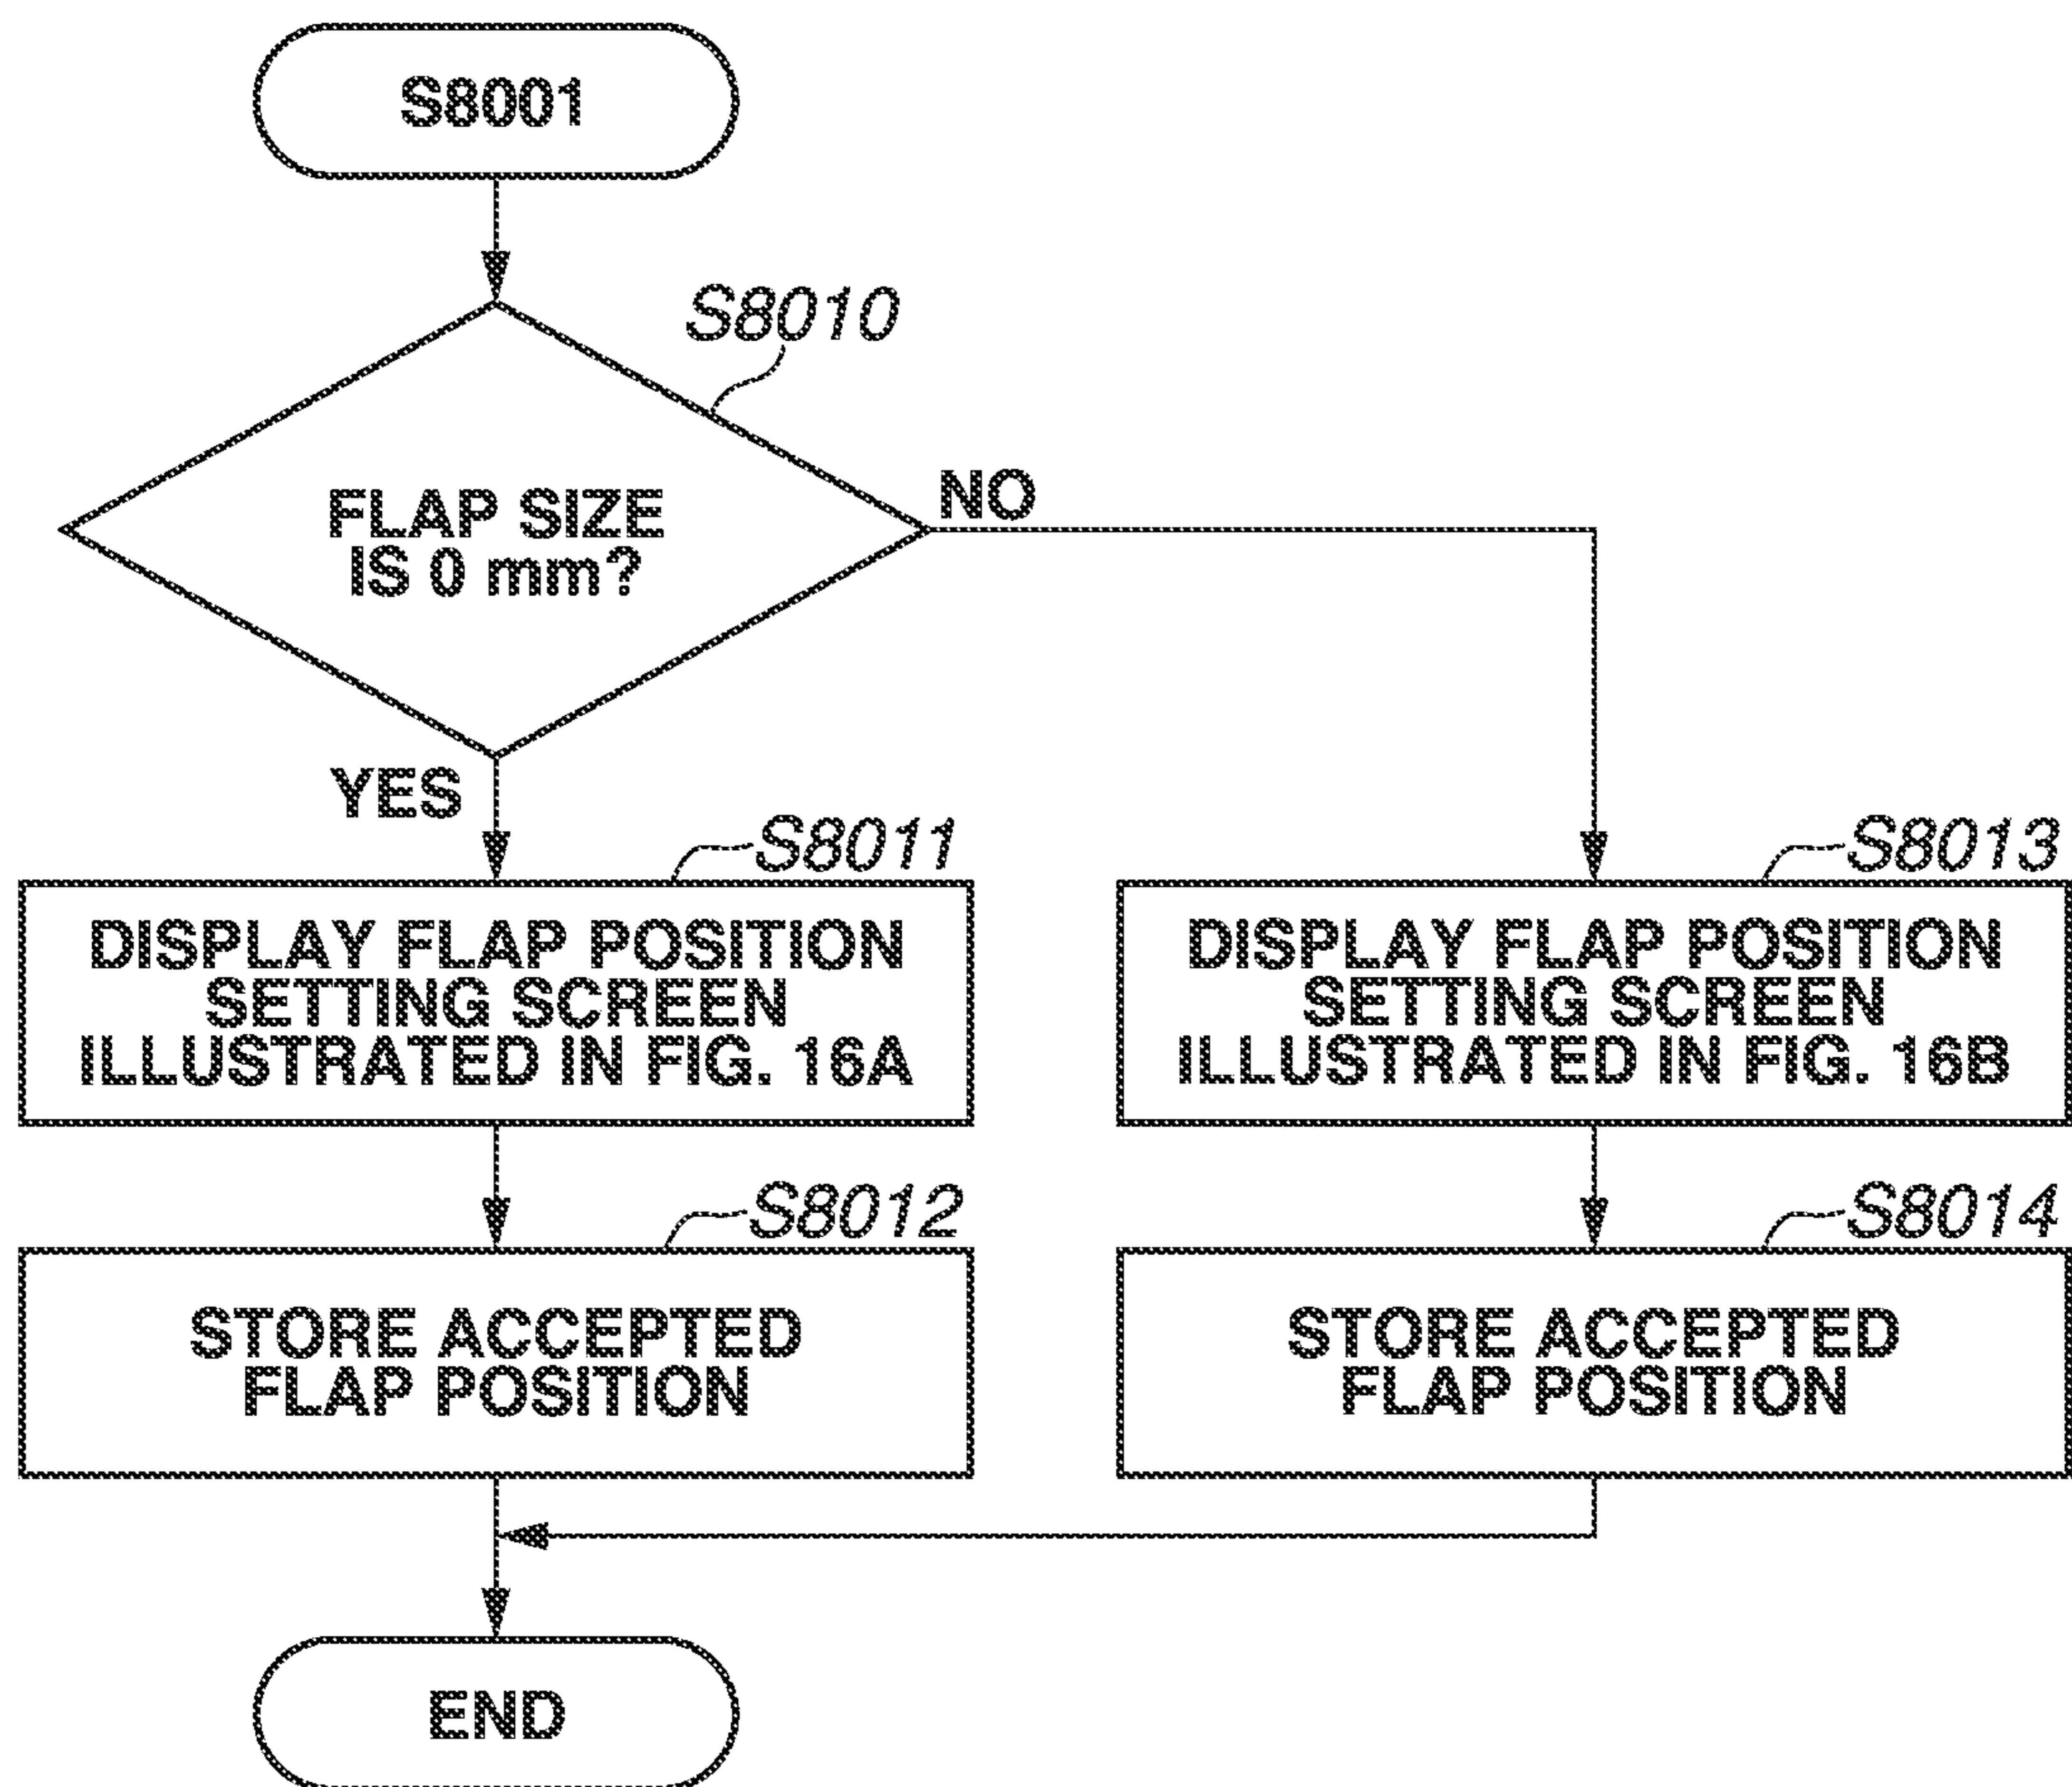 S8001
S8010
FLAP SIZE
IS 0 mm?
NO
YES
S8011
DISPLAY FLAP POSITION
SETTING SCREEN
ILLUSTRATED IN FIG. 16A
S8013
DISPLAY FLAP POSITION
SETTING SCREEN
ILLUSTRATED IN FIG. 16B
S8012
STORE ACCEPTED
FLAP POSITION
S8014
STORE ACCEPTED
FLAP POSITION
END